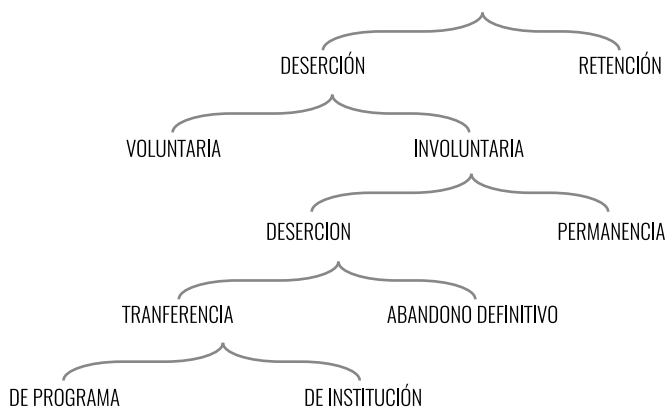 DESERCIÓN RETENCIÓN
VOLUNTARIA INVOLUNTARIA
DESERCION PERMANENCIA
TRANFERENCIA ABANDONO DEFINITIVO
DE PROGRAMA DE INSTITUCIÓN